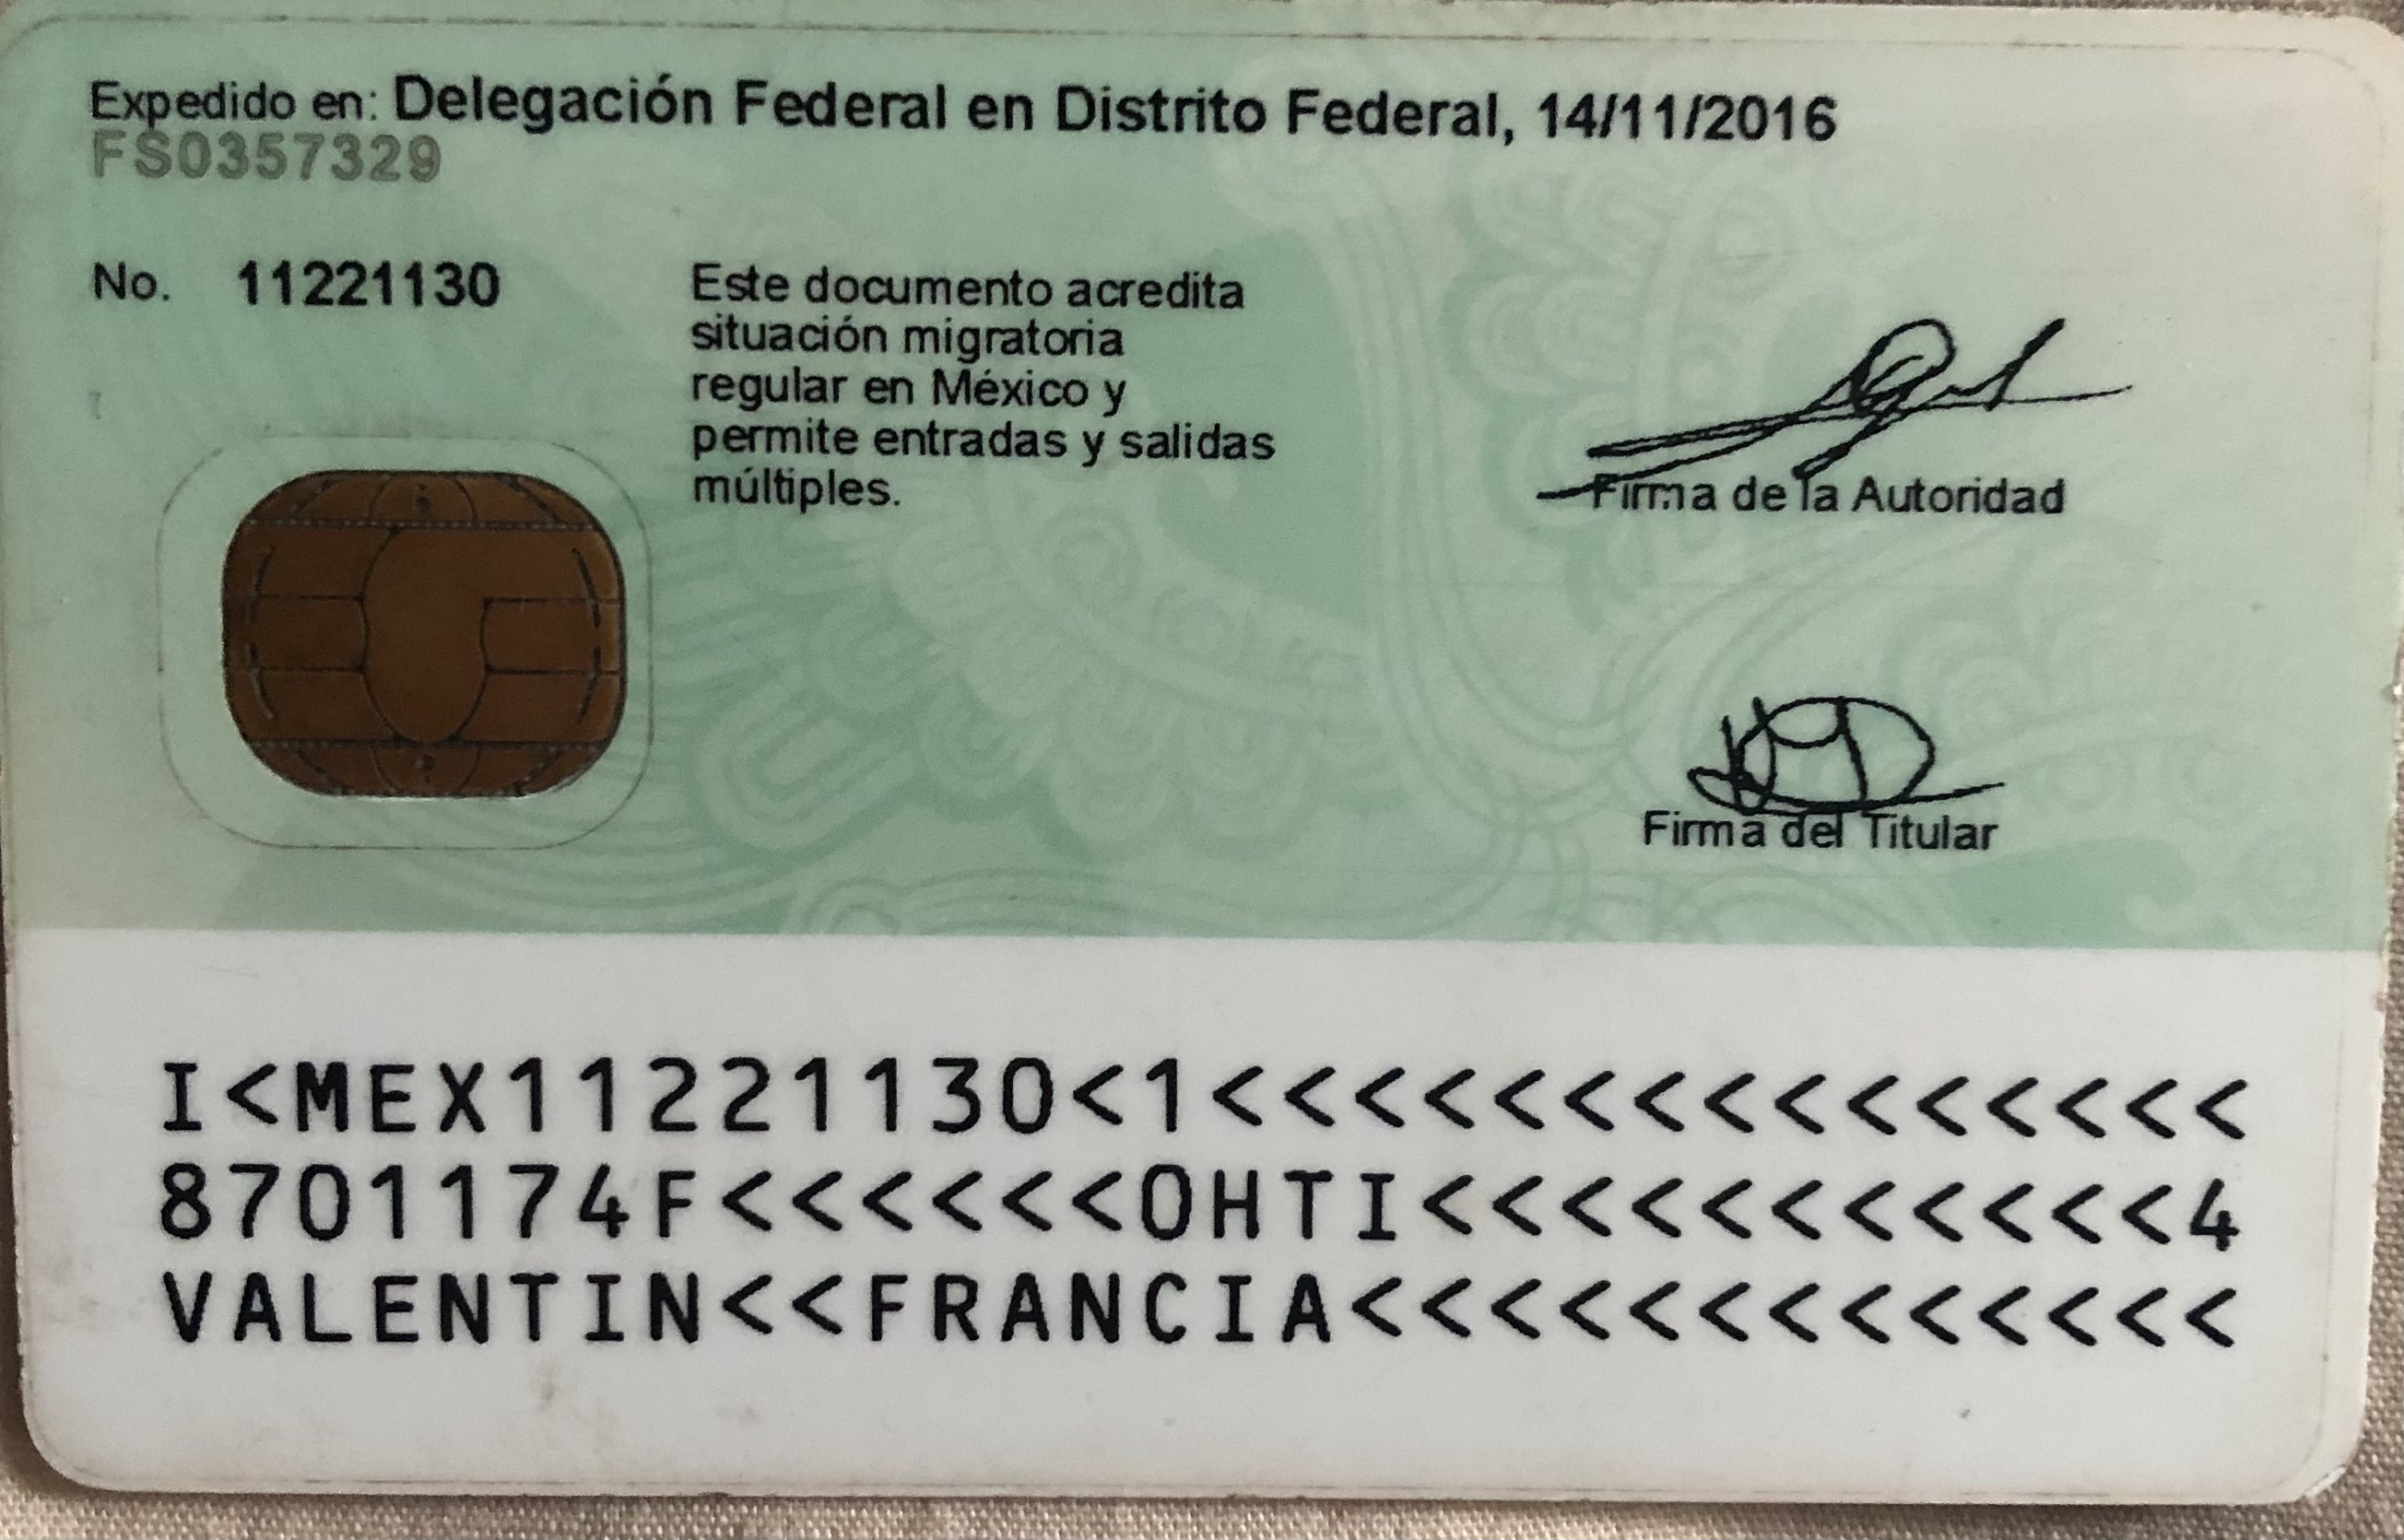 Expedido en: Delegación Federal en Distrito Federal, 14/11/2016
FS0357329
No. 11221130
Este documento acredita
situación migratoria
regular en México y
permite entradas y salidas
múltiples.
Firma de la Autoridad
Firma del Titular
I<MEX11221130<1<<<<<<<<<<<<<<<
8701174F<<<<<<OHTI<<<<<<<<<<<4
VALENTIN<<FRANCIA<<<<<<<<<<<<<